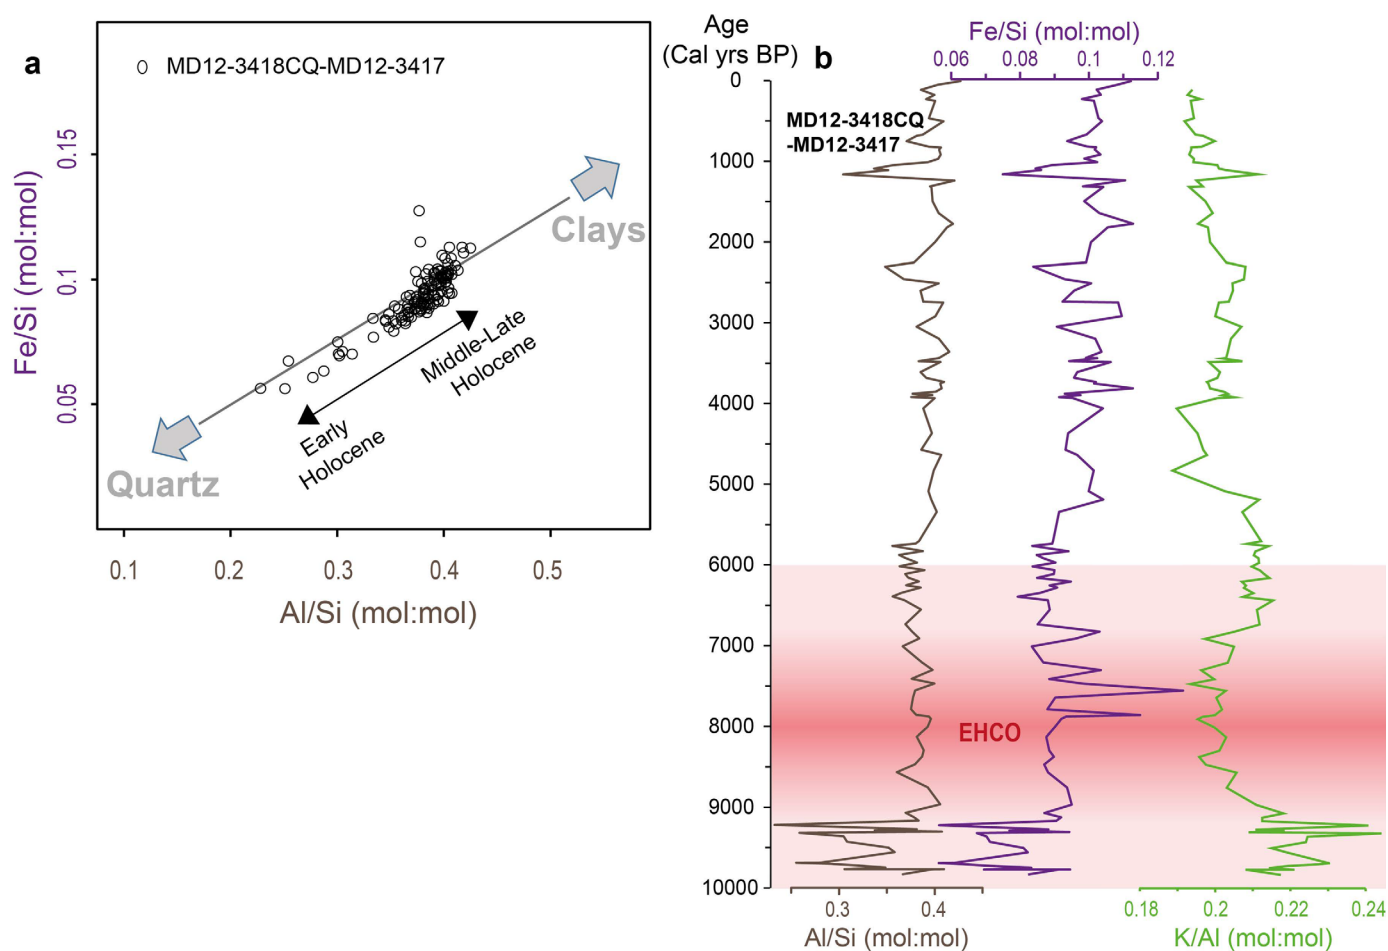 a
MD12-3418CQ-MD12-3417
Fe/Si (mol:mol)
0.15
0.1
0.05
Clays
Quartz
Early
Holocene
Middle-Late
Holocene
0.1 0.2 0.3 0.4 0.5
Al/Si (mol:mol)
Age
(Cal yrs BP)
b
Fe/Si (mol:mol)
0.06 0.08 0.1 0.12
MD12-3418CQ
-MD12-3417
0
1000
2000
3000
4000
5000
6000
7000
8000
9000
10000
EHCO
0.3 0.4
Al/Si (mol:mol)
0.18 0.2 0.22 0.24
K/Al (mol:mol)